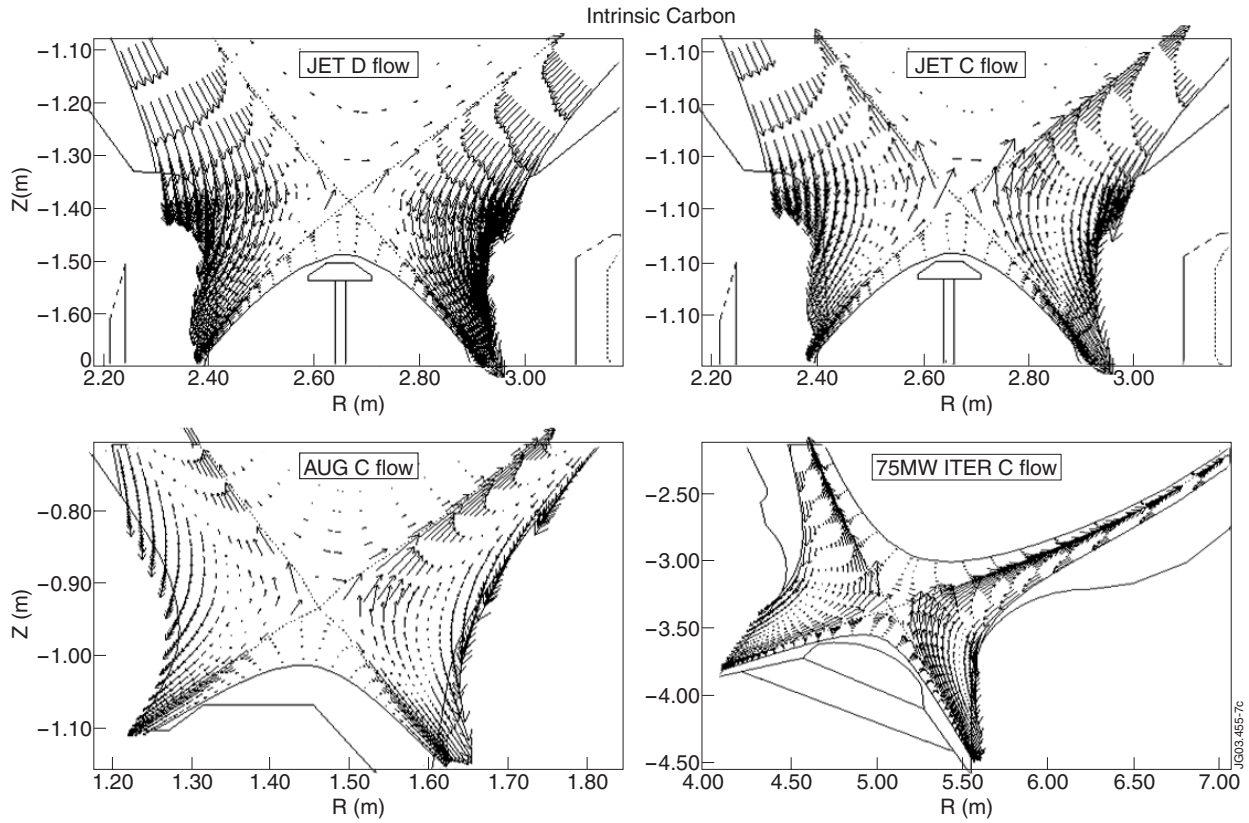 Intrinsic Carbon
JET D flow
−1.10
−1.20
−1.30
−1.40
−1.50
−1.60
0
Z(m)
2.20 2.40 2.60 2.80 3.00
R (m)
JET C flow
−1.10
−1.10
−1.10
−1.10
−1.10
−1.10
2.20 2.40 2.60 2.80 3.00
R (m)
AUG C flow
−0.80
−0.90
−1.00
−1.10
Z (m)
1.20 1.30 1.40 1.50 1.60 1.70 1.80
R (m)
75MW ITER C flow
−2.50
−3.00
−3.50
−4.00
−4.50
4.00 4.50 5.00 5.50 6.00 6.50 7.00
R (m)
JG03.455-7c